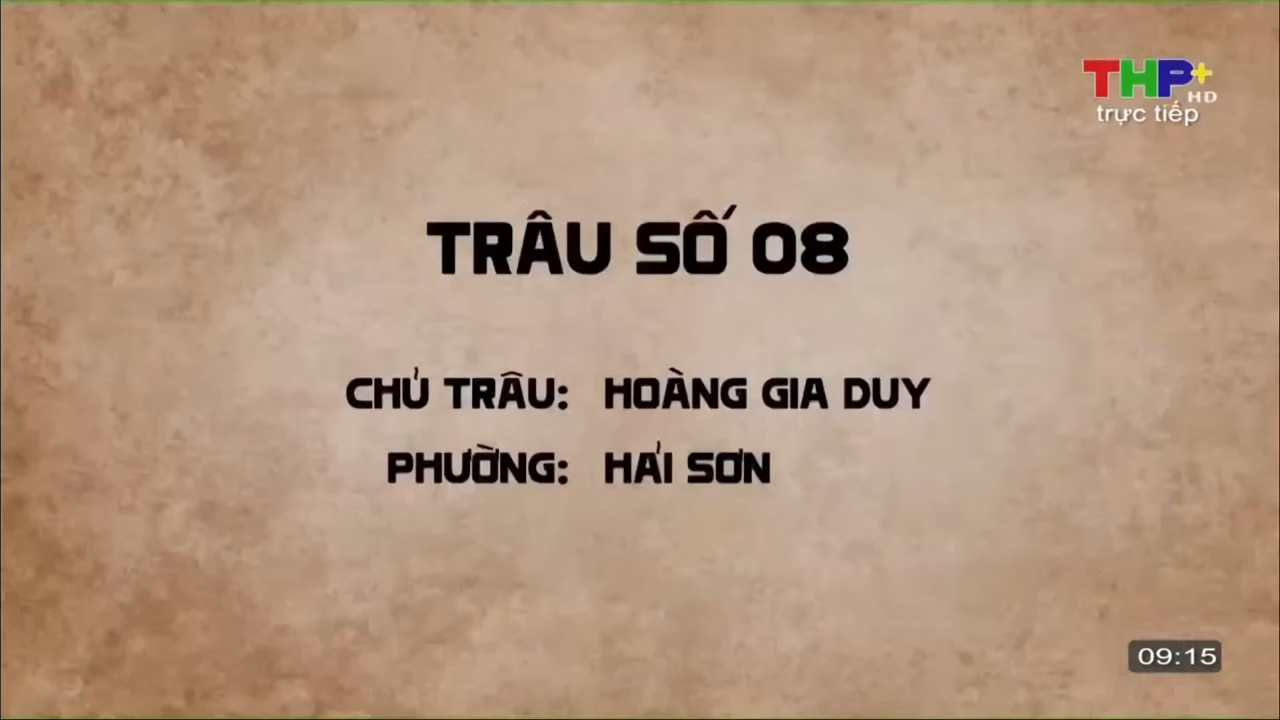 THP+
HD
trực tiếp
TRÂU SỐ 08
CHỦ TRÂU: HOÀNG GIA DUY
PHƯỜNG: HẢI SƠN
09:15